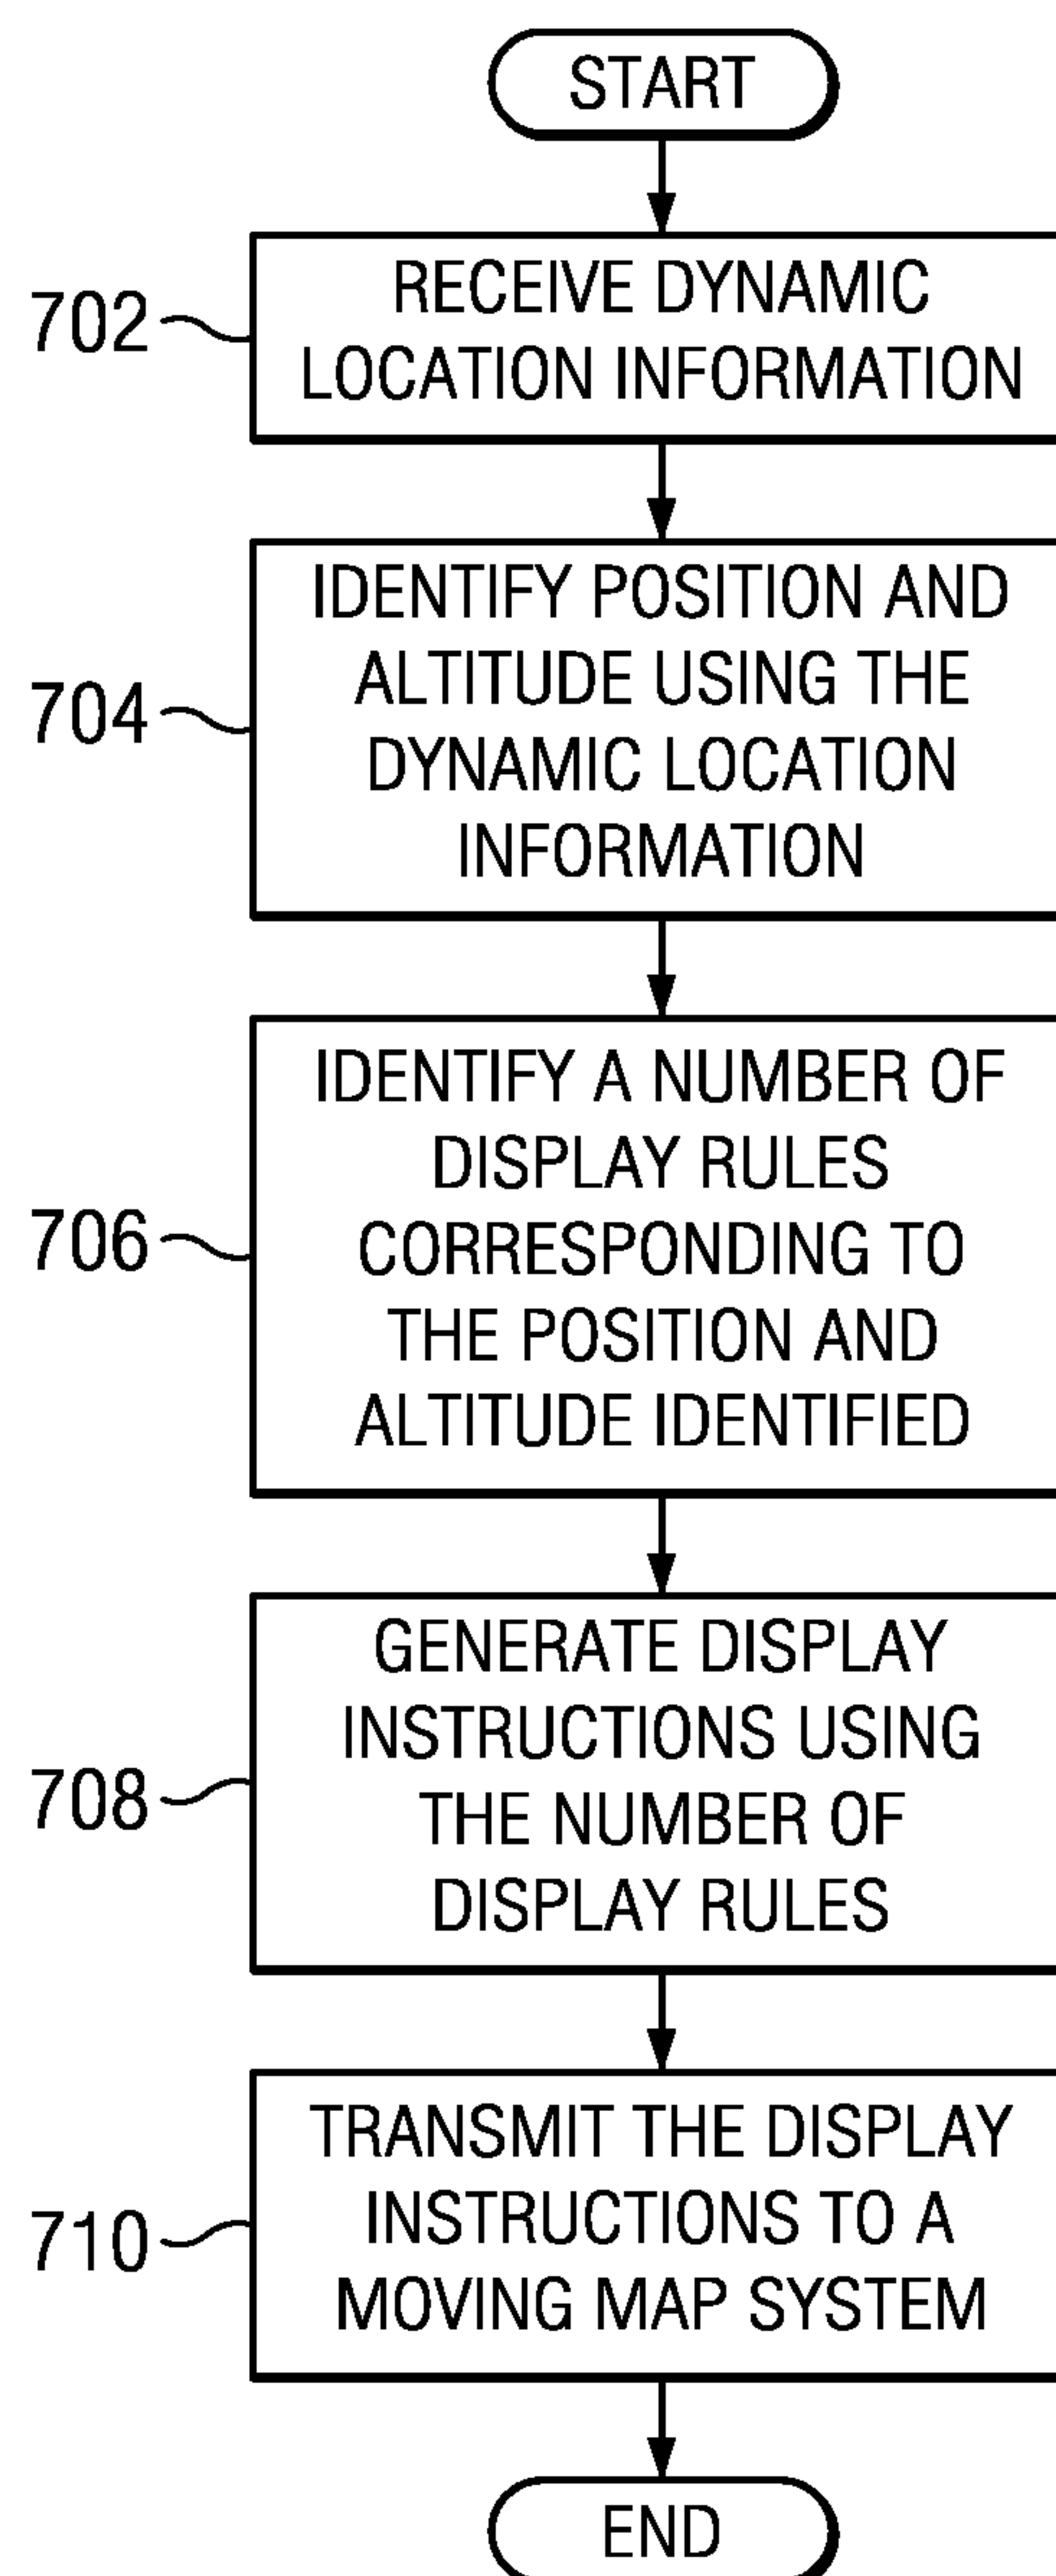 START
702
RECEIVE DYNAMIC
LOCATION INFORMATION
704
IDENTIFY POSITION AND
ALTITUDE USING THE
DYNAMIC LOCATION
INFORMATION
706
IDENTIFY A NUMBER OF
DISPLAY RULES
CORRESPONDING TO
THE POSITION AND
ALTITUDE IDENTIFIED
708
GENERATE DISPLAY
INSTRUCTIONS USING
THE NUMBER OF
DISPLAY RULES
710
TRANSMIT THE DISPLAY
INSTRUCTIONS TO A
MOVING MAP SYSTEM
END